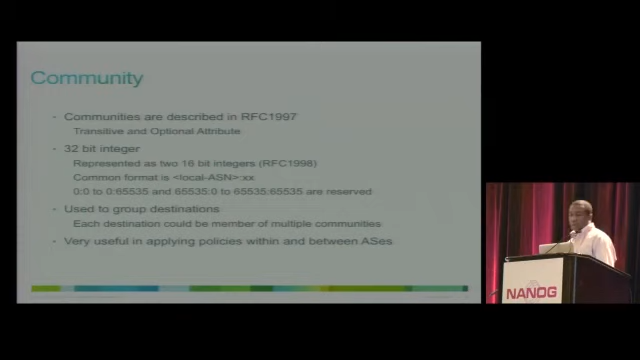 Community
Communities are described in RFC1997
Transitive and Optional Attribute
32 bit integer
Represented as two 16 bit integers (RFC1998)
Common format is <local-ASN>:xx
0:0 to 0:65535 and 65535:0 to 65535:65535 are reserved
Used to group destinations
Each destination could be member of multiple communities
Very useful in applying policies within and between ASes
NANOG